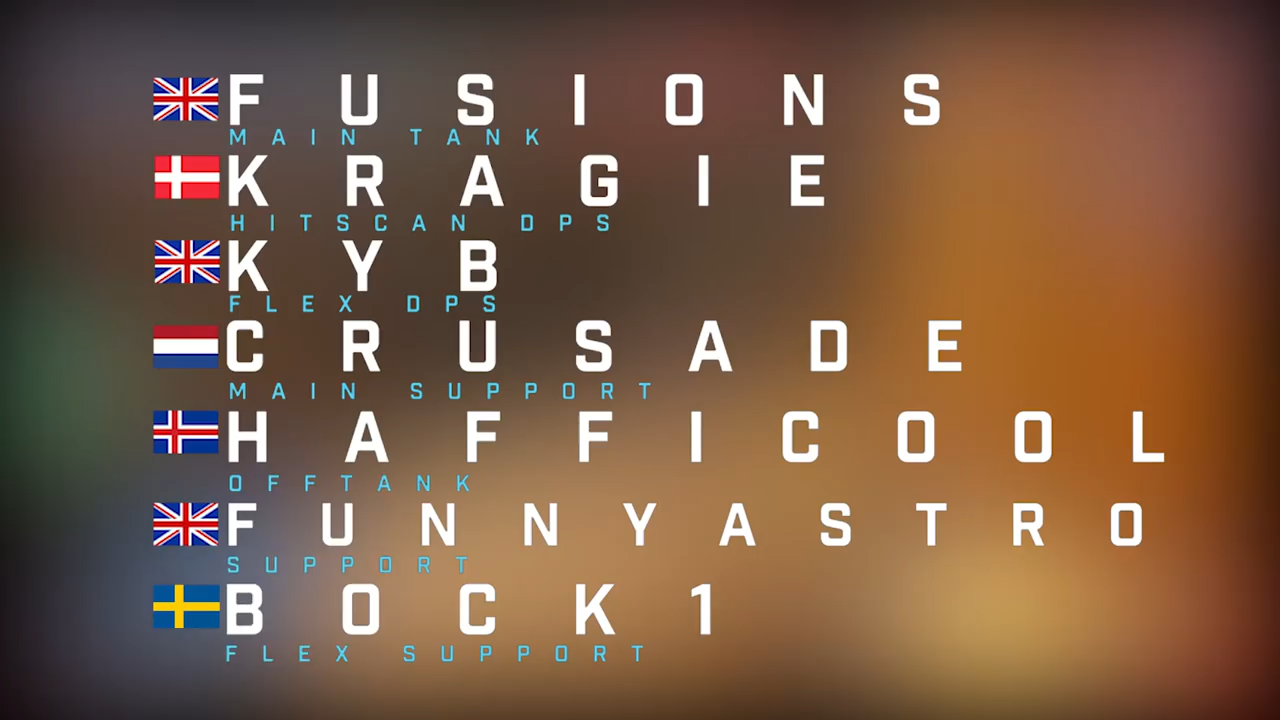 FUSIONS
MAIN TANK
KRAGIE
HITSCAN DPS
KYB
FLEX DPS
CRUSADE
MAIN SUPPORT
HAFFICOOL
OFFTANK
FUNNYASTRO
SUPPORT
BOCK1
FLEX SUPPORT